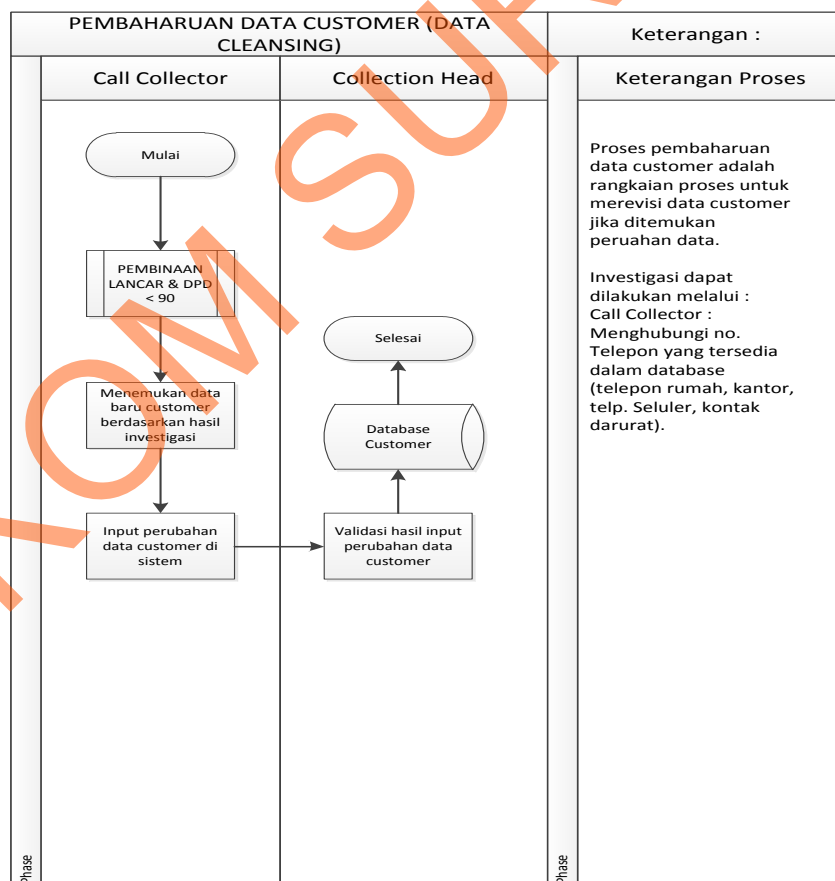 PEMBAHARUAN DATA CUSTOMER (DATA
CLEANSING)
Keterangan :
Call Collector
Collection Head
Keterangan Proses
Mulai
PEMBINAAN
LANCAR & DPD
< 90
Menemukan data
baru customer
berdasarkan hasil
investigasi
Input perubahan
data customer di
sistem
Validasi hasil input
perubahan data
customer
Database
Customer
Selesai
Proses pembaharuan
data customer adalah
rangkaian proses untuk
merevisi data customer
jika ditemukan
peruahan data.
Investigasi dapat
dilakukan melalui :
Call Collector :
Menghubungi no.
Telepon yang tersedia
dalam database
(telepon rumah, kantor,
telp. Seluler, kontak
darurat).
Phase
Phase